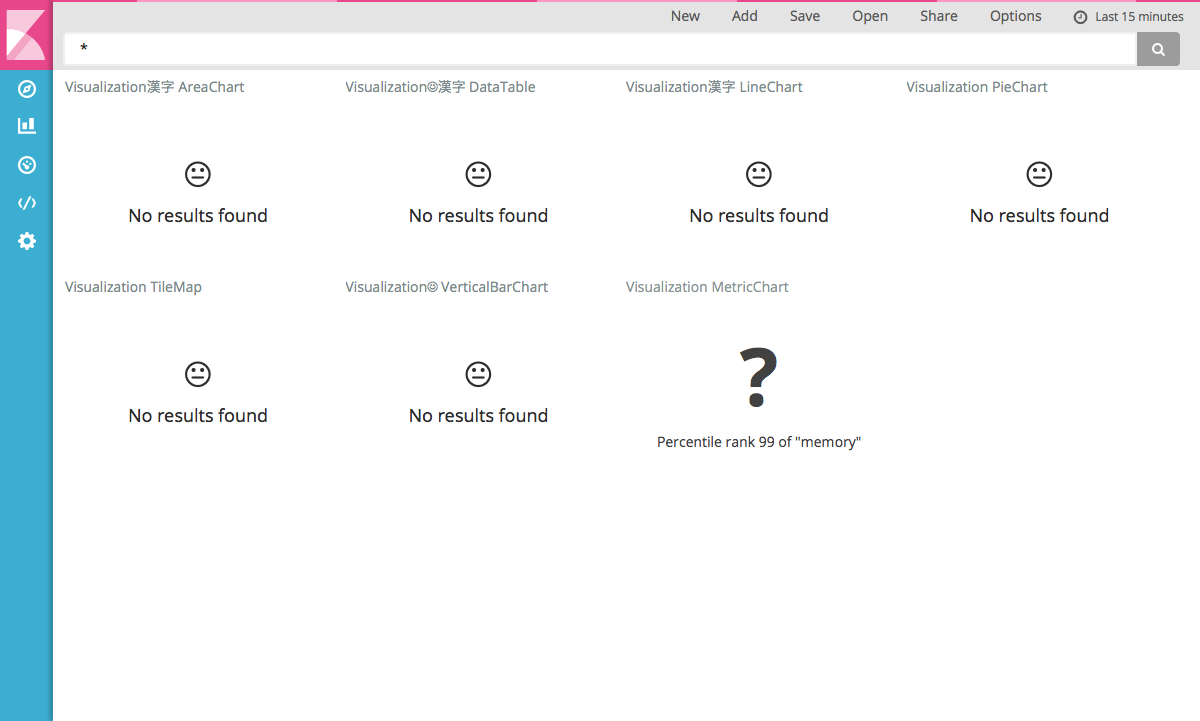 New Add Save Open Share Options Last 15 minutes
*
Visualization漢字 AreaChart
No results found
Visualization☺漢字 DataTable
No results found
Visualization漢字 LineChart
No results found
Visualization PieChart
No results found
Visualization TileMap
No results found
Visualization☺ VerticalBarChart
No results found
Visualization MetricChart
?
Percentile rank 99 of "memory"